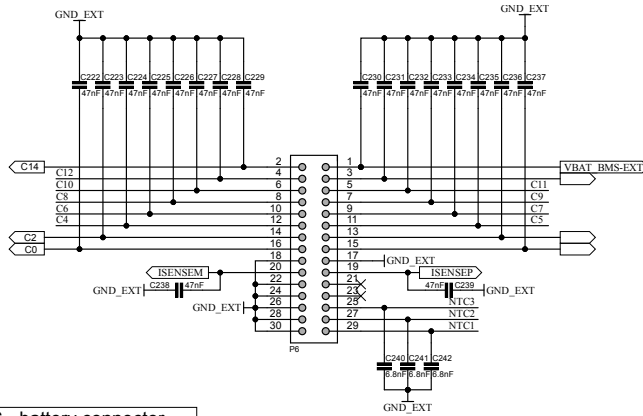 GND_EXT
GND_EXT
C222 C223 C224 C225 C226 C227 C228 C229
47nF 47nF 47nF 47nF 47nF 47nF 47nF 47nF
C230 C231 C232 C233 C234 C235 C236 C237
47nF 47nF 47nF 47nF 47nF 47nF 47nF 47nF
C14 2 1 VBAT_BMS-EXT
C12 4 3
C10 6 5 C11
C8 8 7 C9
C6 10 9 C7
C4 12 11 C5
C2 14 13
C0 16 15
18 17 GND_EXT
ISENSEM 20 19 ISENSEP
22 21
GND_EXT C238 47nF 47nF C239 GND_EXT
24 23
GND_EXT 26 25 NTC3
28 27 NTC2
30 29 NTC1
P6
C240 C241 C242
6.8nF 6.8nF 6.8nF
GND_EXT